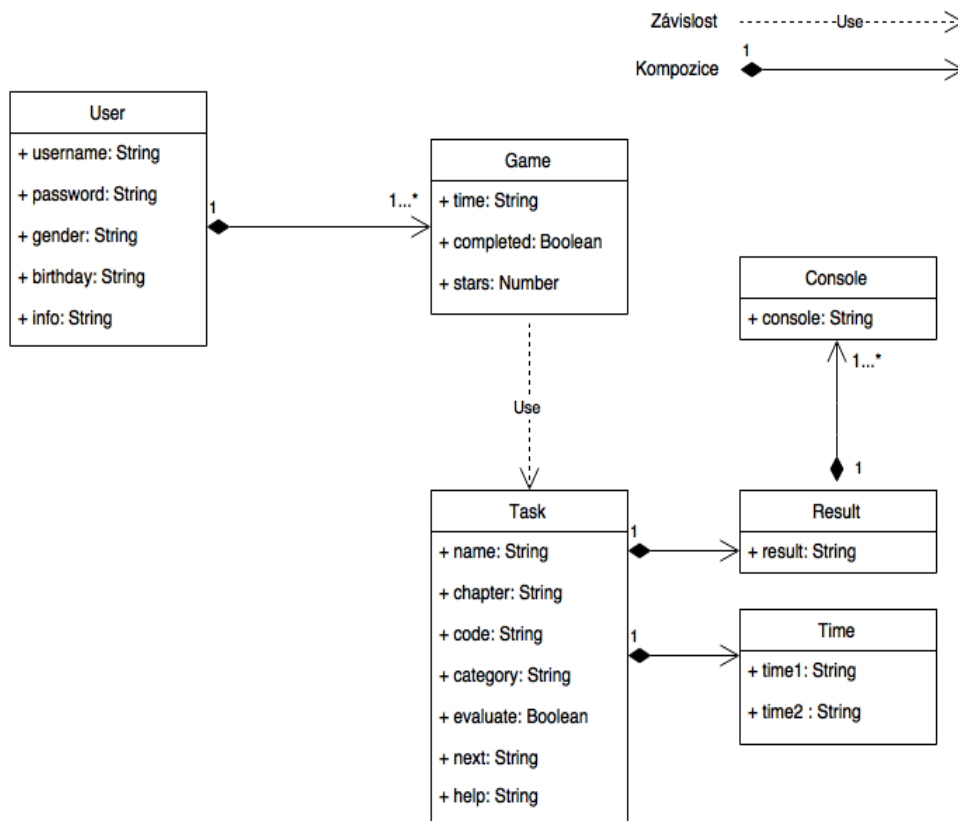 Závislost
Use
1
Kompozice
User
+ username: String
+ password: String
+ gender: String
+ birthday: String
+ info: String
1
1...*
Game
+ time: String
+ completed: Boolean
+ stars: Number
Use
Console
+ console: String
1...*
1
Task
+ name: String
+ chapter: String
+ code: String
+ category: String
+ evaluate: Boolean
+ next: String
+ help: String
1
Result
+ result: String
1
Time
+ time1: String
+ time2 : String